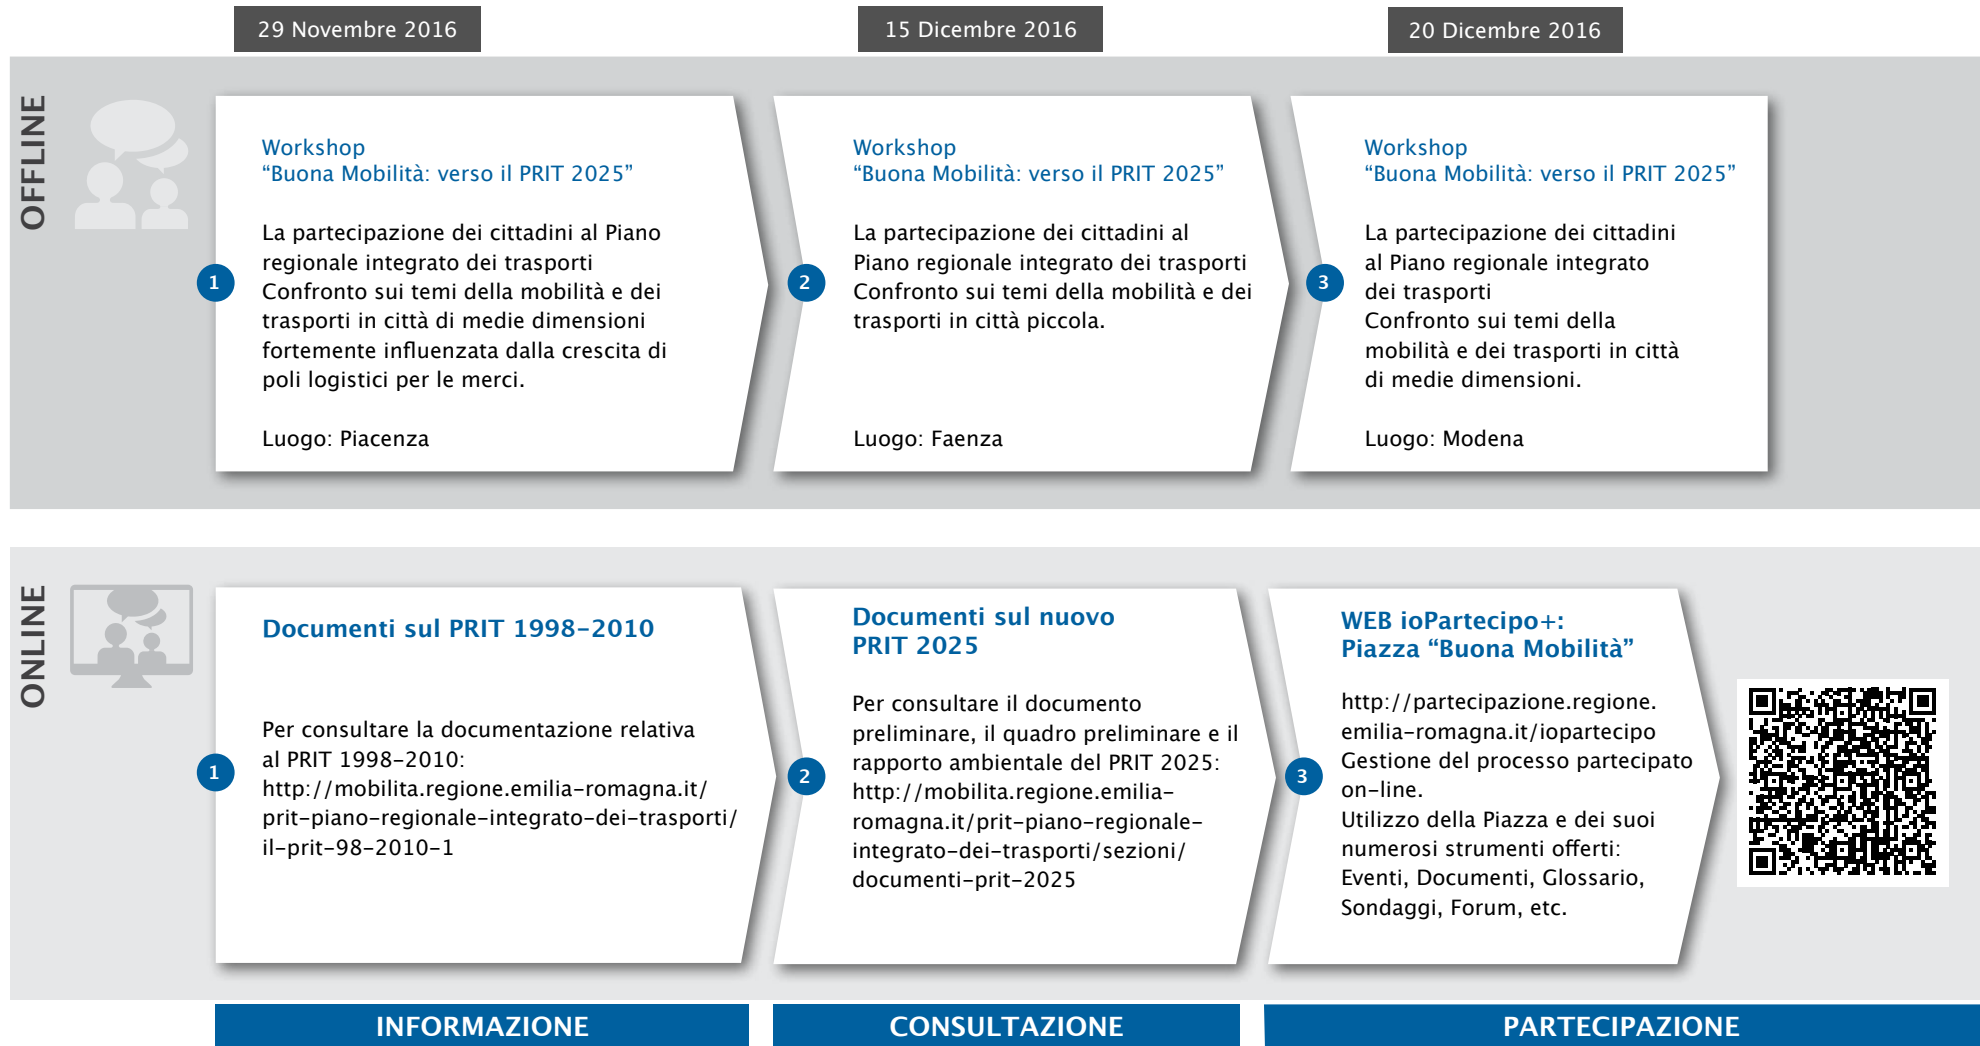 29 Novembre 2016
15 Dicembre 2016
20 Dicembre 2016
OFFLINE
1
Workshop
“Buona Mobilità: verso il PRIT 2025”
La partecipazione dei cittadini al Piano
regionale integrato dei trasporti
Confronto sui temi della mobilità e dei
trasporti in città di medie dimensioni
fortemente influenzata dalla crescita di
poli logistici per le merci.
Luogo: Piacenza
2
Workshop
“Buona Mobilità: verso il PRIT 2025”
La partecipazione dei cittadini al
Piano regionale integrato dei trasporti
Confronto sui temi della mobilità e dei
trasporti in città piccola.
Luogo: Faenza
3
Workshop
“Buona Mobilità: verso il PRIT 2025”
La partecipazione dei cittadini
al Piano regionale integrato
dei trasporti
Confronto sui temi della
mobilità e dei trasporti in città
di medie dimensioni.
Luogo: Modena
ONLINE
1
Documenti sul PRIT 1998-2010
Per consultare la documentazione relativa
al PRIT 1998-2010:
http://mobilita.regione.emilia-romagna.it/
prit-piano-regionale-integrato-dei-trasporti/
il-prit-98-2010-1
2
Documenti sul nuovo
PRIT 2025
Per consultare il documento
preliminare, il quadro preliminare e il
rapporto ambientale del PRIT 2025:
http://mobilita.regione.emilia-
romagna.it/prit-piano-regionale-
integrato-dei-trasporti/sezioni/
documenti-prit-2025
3
WEB ioPartecipo+:
Piazza “Buona Mobilità”
http://partecipazione.regione.
emilia-romagna.it/iopartecipo
Gestione del processo partecipato
on-line.
Utilizzo della Piazza e dei suoi
numerosi strumenti offerti:
Eventi, Documenti, Glossario,
Sondaggi, Forum, etc.
INFORMAZIONE
CONSULTAZIONE
PARTECIPAZIONE